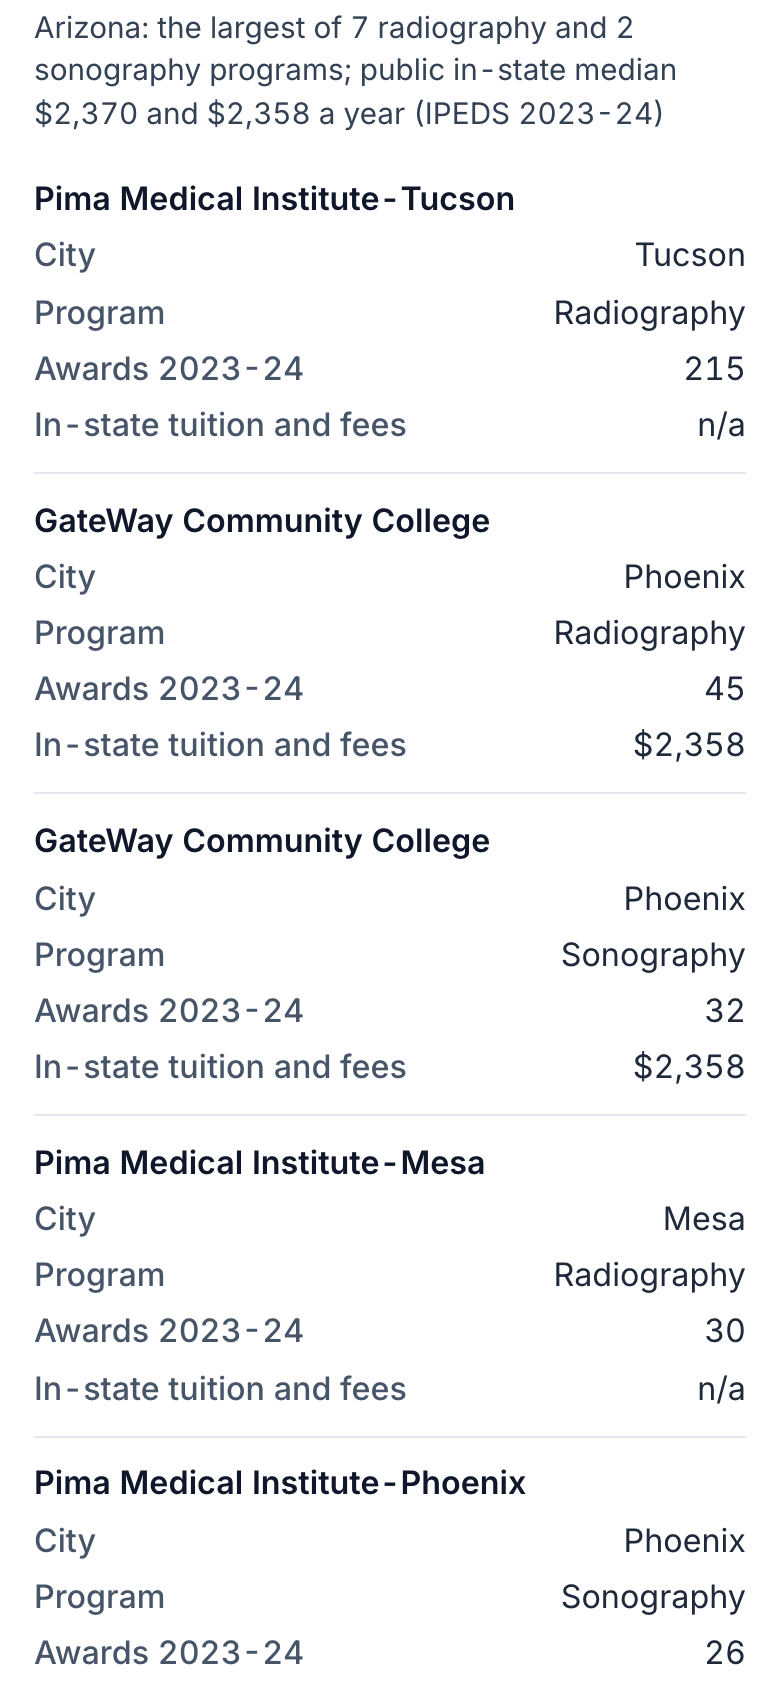 Arizona: the largest of 7 radiography and 2
sonography programs; public in-state median
$2,370 and $2,358 a year (IPEDS 2023-24)
Pima Medical Institute-Tucson
City Tucson
Program Radiography
Awards 2023-24 215
In-state tuition and fees n/a
GateWay Community College
City Phoenix
Program Radiography
Awards 2023-24 45
In-state tuition and fees $2,358
GateWay Community College
City Phoenix
Program Sonography
Awards 2023-24 32
In-state tuition and fees $2,358
Pima Medical Institute-Mesa
City Mesa
Program Radiography
Awards 2023-24 30
In-state tuition and fees n/a
Pima Medical Institute-Phoenix
City Phoenix
Program Sonography
Awards 2023-24 26